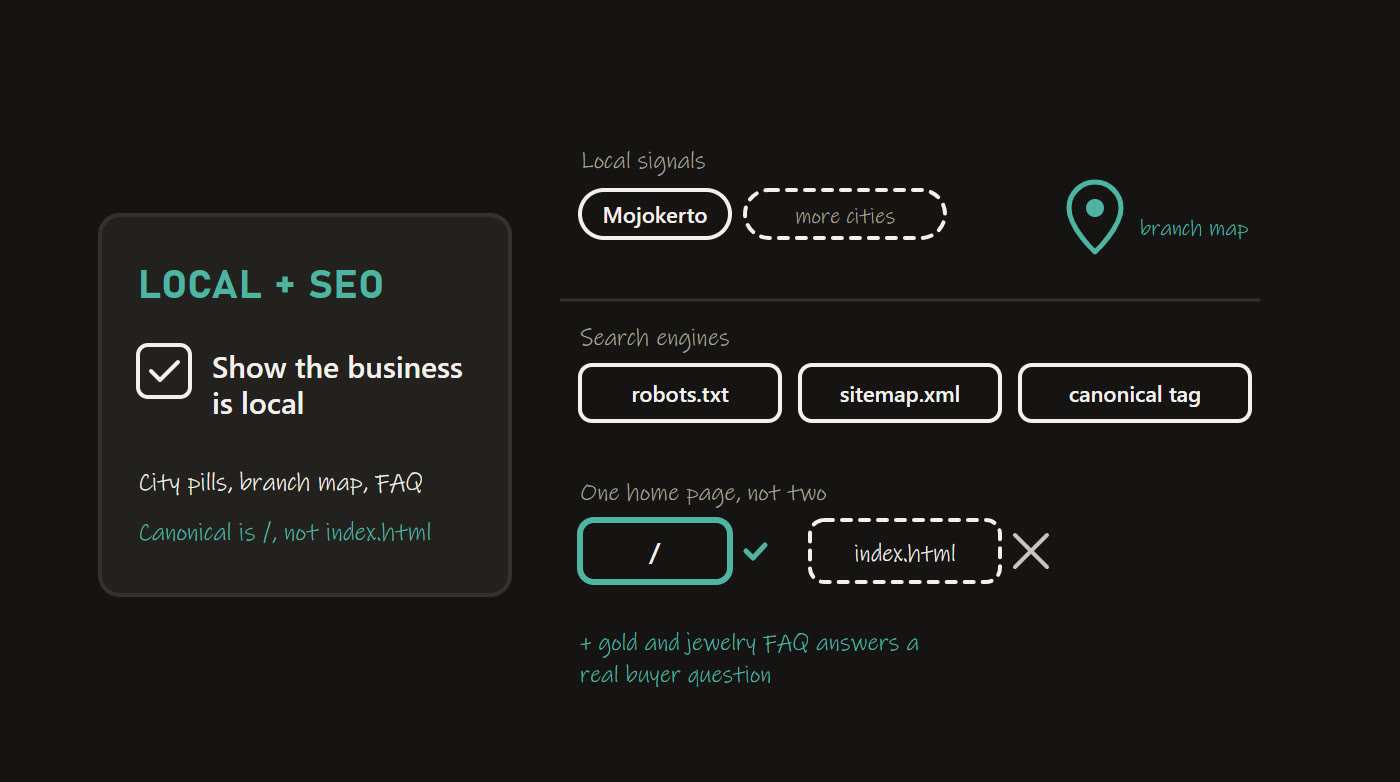 LOCAL + SEO
Show the business
is local
City pills, branch map, FAQ
Canonical is /, not index.html
Local signals
Mojokerto
more cities
branch map
Search engines
robots.txt
sitemap.xml
canonical tag
One home page, not two
/
index.html
+ gold and jewelry FAQ answers a
real buyer question